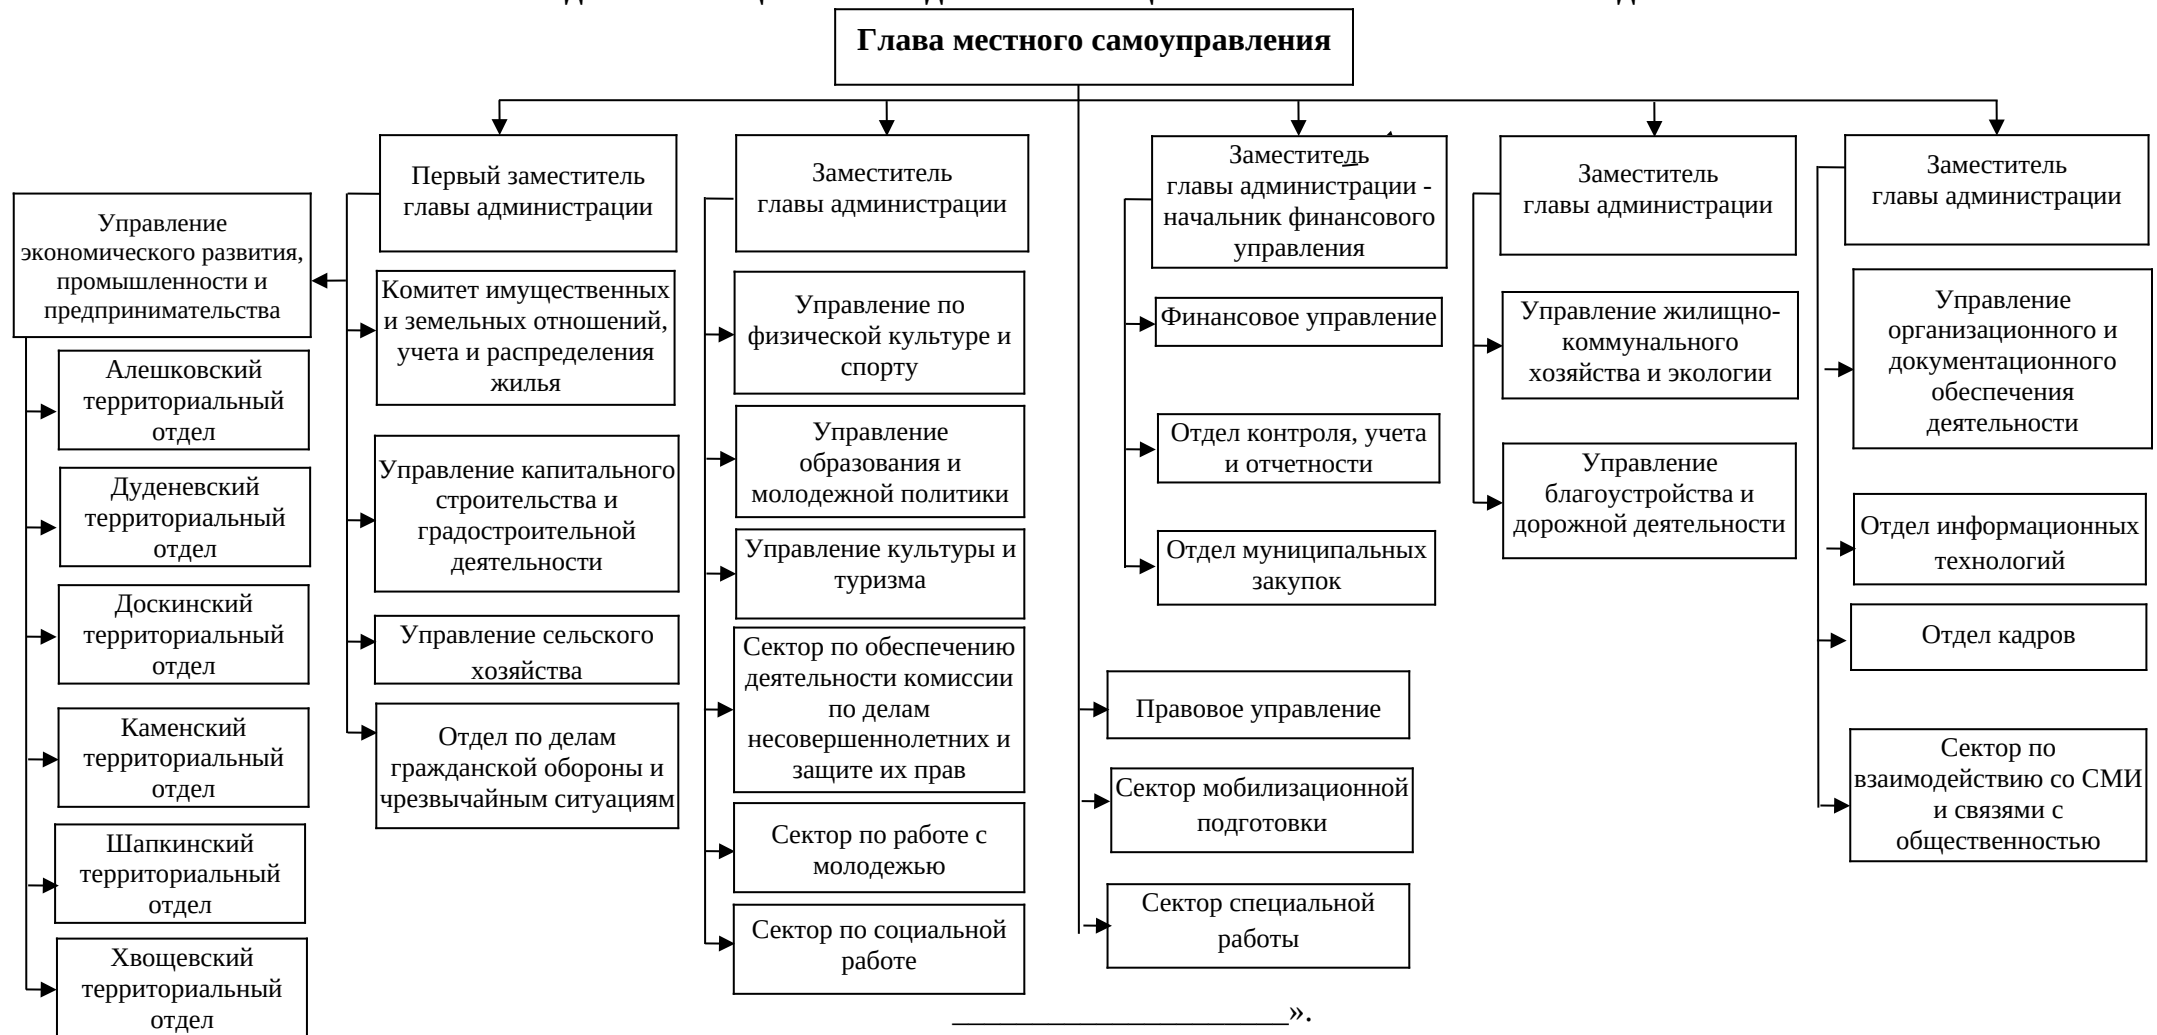 Глава местного самоуправления
Управление
экономического развития,
промышленности и
предпринимательства
Алешковский
территориальный
отдел
Дуденевский
территориальный
отдел
Доскинский
территориальный
отдел
Каменский
территориальный
отдел
Шапкинский
территориальный
отдел
Хвощевский
территориальный
отдел
Первый заместитель
главы администрации
Комитет имущественных
и земельных отношений,
учета и распределения
жилья
Управление капитального
строительства и
градостроительной
деятельности
Управление сельского
хозяйства
Отдел по делам
гражданской обороны и
чрезвычайным ситуациям
Заместитель
главы администрации
Управление по
физической культуре и
спорту
Управление
образования и
молодежной политики
Управление культуры и
туризма
Сектор по обеспечению
деятельности комиссии
по делам
несовершеннолетних и
защите их прав
Сектор по работе с
молодежью
Сектор по социальной
работе
Заместитель
главы администрации -
начальник финансового
управления
Финансовое управление
Отдел контроля, учета
и отчетности
Отдел муниципальных
закупок
Правовое управление
Сектор мобилизационной
подготовки
Сектор специальной
работы
Заместитель
главы администрации
Управление жилищно-
коммунального
хозяйства и экологии
Управление
благоустройства и
дорожной деятельности
Заместитель
главы администрации
Управление
организационного и
документационного
обеспечения
деятельности
Отдел информационных
технологий
Отдел кадров
Сектор по
взаимодействию со СМИ
и связями с
общественностью
_____________________».